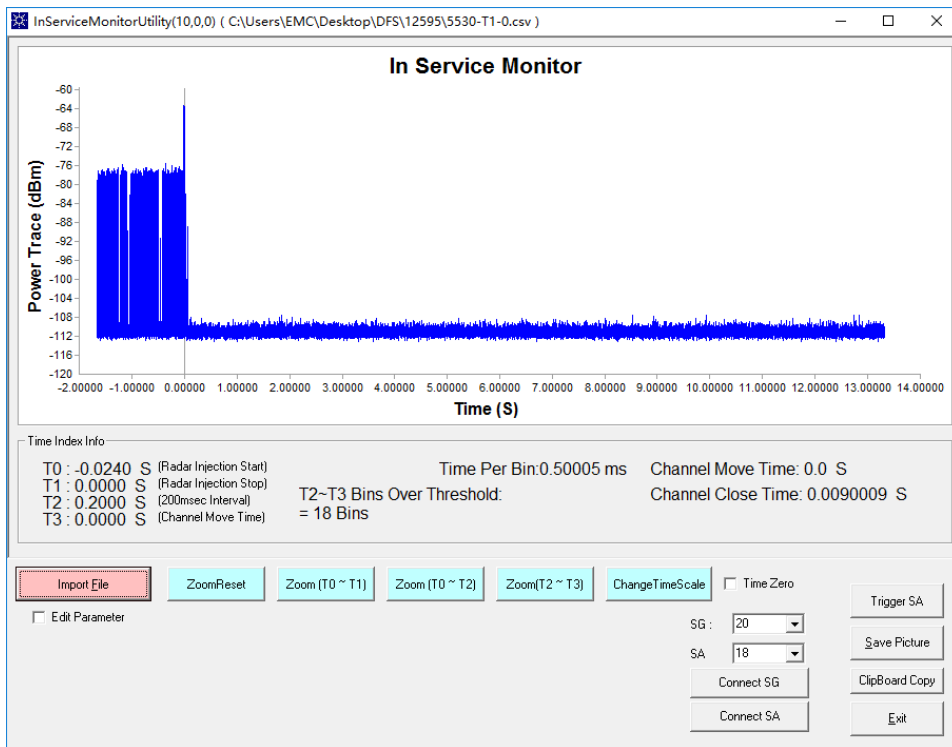 InServiceMonitorUtility(10,0,0) ( C:\Users\EMC\Desktop\DFS\12595\5530-T1-0.csv )
In Service Monitor
Power Trace (dBm)
-60
-64
-68
-72
-76
-80
-84
-88
-92
-96
-100
-104
-108
-112
-116
-120
-2.00000 -1.00000 0.00000 1.00000 2.00000 3.00000 4.00000 5.00000 6.00000 7.00000 8.00000 9.00000 10.00000 11.00000 12.00000 13.00000 14.00000
Time (S)
Time Index Info
T0 : -0.0240 S (Radar Injection Start)
T1 : 0.0000 S (Radar Injection Stop)
T2 : 0.2000 S (200msec Interval)
T3 : 0.0000 S (Channel Move Time)
Time Per Bin:0.50005 ms
T2~T3 Bins Over Threshold:
= 18 Bins
Channel Move Time: 0.0 S
Channel Close Time: 0.0090009 S
Import File ZoomReset Zoom (T0 ~ T1) Zoom (T0 ~ T2) Zoom(T2 ~ T3) ChangeTimeScale Time Zero
Edit Parameter
SG : 20
SA 18
Connect SG
Connect SA
Trigger SA
Save Picture
ClipBoard Copy
Exit